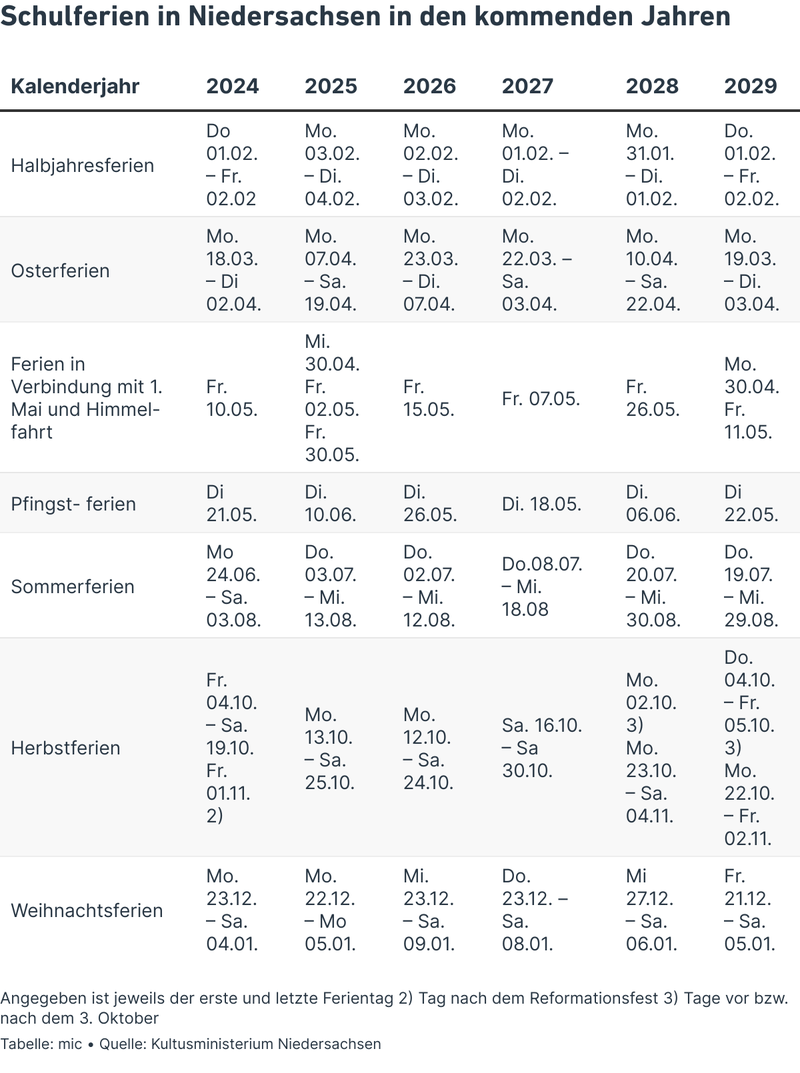 Schulferien in Niedersachsen in den kommenden Jahren
Kalenderjahr 2024 2025 2026 2027 2028 2029
Halbjahresferien
Do
01.02.
– Fr.
02.02
Mo.
03.02.
– Di.
04.02.
Mo.
02.02.
– Di.
03.02.
Mo.
01.02. –
Di.
02.02.
Mo.
31.01.
– Di.
01.02.
Do.
01.02.
– Fr.
02.02.
Osterferien
Mo.
18.03.
– Di
02.04.
Mo.
07.04.
– Sa.
19.04.
Mo.
23.03.
– Di.
07.04.
Mo.
22.03. –
Sa.
03.04.
Mo.
10.04.
– Sa.
22.04.
Mo.
19.03.
– Di.
03.04.
Ferien in
Verbindung mit 1.
Mai und Himmel-
fahrt
Fr.
10.05.
Mi.
30.04.
Fr.
02.05.
Fr.
30.05.
Fr.
15.05.
Fr. 07.05.
Fr.
26.05.
Mo.
30.04.
Fr.
11.05.
Pfingst- ferien
Di
21.05.
Di.
10.06.
Di.
26.05.
Di. 18.05.
Di.
06.06.
Di
22.05.
Sommerferien
Mo
24.06.
– Sa.
03.08.
Do.
03.07.
– Mi.
13.08.
Do.
02.07.
– Mi.
12.08.
Do.08.07.
– Mi.
18.08
Do.
20.07.
– Mi.
30.08.
Do.
19.07.
– Mi.
29.08.
Herbstferien
Fr.
04.10.
– Sa.
19.10.
Fr.
01.11.
2)
Mo.
13.10.
– Sa.
25.10.
Mo.
12.10.
– Sa.
24.10.
Sa. 16.10.
– Sa
30.10.
Mo.
02.10.
3)
Mo.
23.10.
– Sa.
04.11.
Do.
04.10.
– Fr.
05.10.
3)
Mo.
22.10.
– Fr.
02.11.
Weihnachtsferien
Mo.
23.12.
– Sa.
04.01.
Mo.
22.12.
– Mo
05.01.
Mi.
23.12.
– Sa.
09.01.
Do.
23.12. –
Sa.
08.01.
Mi
27.12.
– Sa.
06.01.
Fr.
21.12.
– Sa.
05.01.
Angegeben ist jeweils der erste und letzte Ferientag 2) Tag nach dem Reformationsfest 3) Tage vor bzw.
nach dem 3. Oktober
Tabelle: mic • Quelle: Kultusministerium Niedersachsen